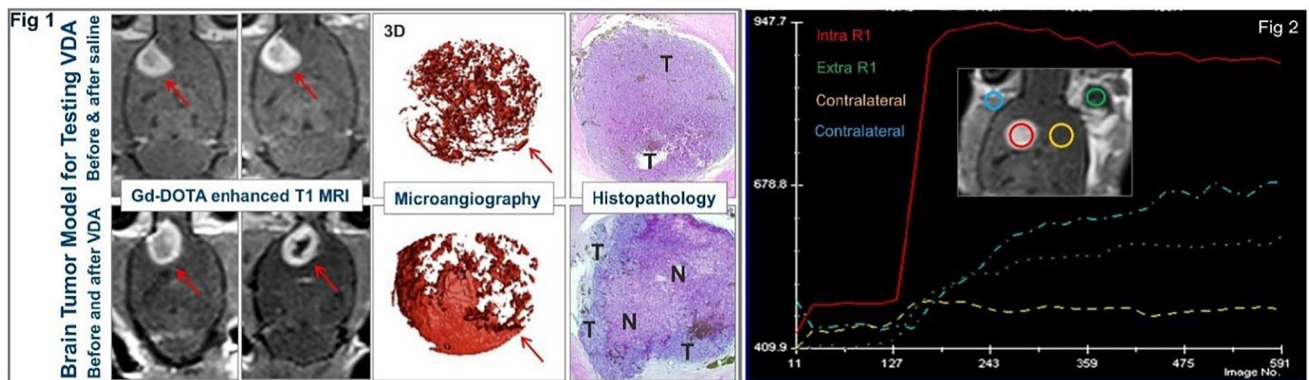 Fig 1
Brain Tumor Model for Testing VDA
Before & after saline
Before and after VDA
Gd-DOTA enhanced T1 MRI
3D
Microangiography
T
T
Histopathology
T
N
N
T
T
Fig 2
947.7
678.8
409.9
Intra R1
Extra R1
Contralateral
Contralateral
11 127 243 359 475 591
Image No.